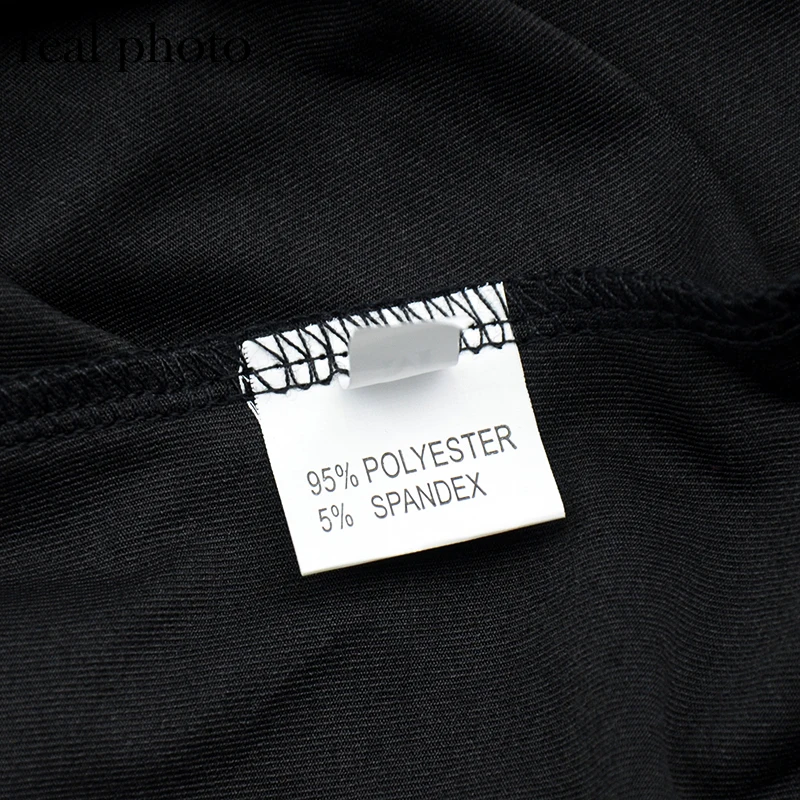 real photo
95% POLYESTER
5% SPANDEX